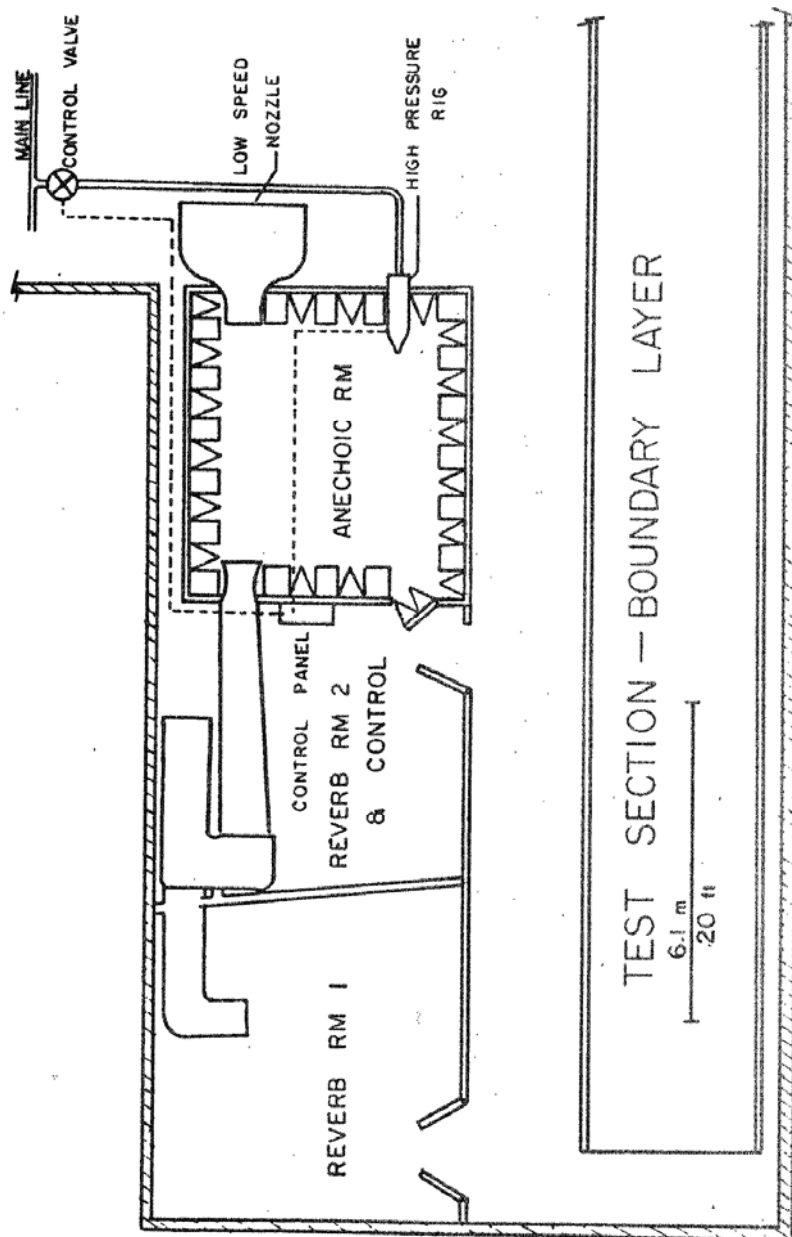 MAIN LINE
CONTROL VALVE
LOW SPEED
NOZZLE
HIGH PRESSURE
RIG
ANECHOIC RM
CONTROL PANEL
REVERB RM 2
& CONTROL
REVERB RM 1
TEST SECTION — BOUNDARY LAYER
6.1 m
20 ft